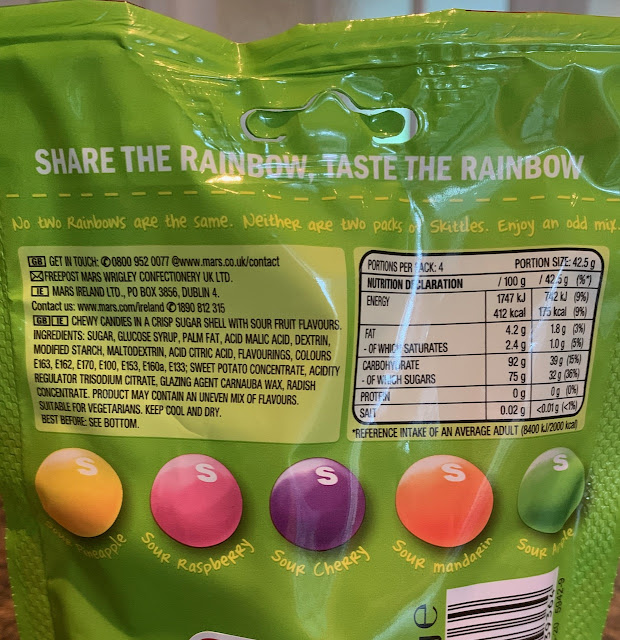 SHARE THE RAINBOW, TASTE THE RAINBOW
No two Rainbows are the same. Neither are two packs of Skittles. Enjoy an odd mix.
GB GET IN TOUCH: ✆0800 952 0077 @www.mars.co.uk/contact
✉FREEPOST MARS WRIGLEY CONFECTIONERY UK LTD.
IE MARS IRELAND LTD., PO BOX 3856, DUBLIN 4.
Contact us: www.mars.com/ireland ✆1890 812 315
GB IE CHEWY CANDIES IN A CRISP SUGAR SHELL WITH SOUR FRUIT FLAVOURS.
INGREDIENTS: SUGAR, GLUCOSE SYRUP, PALM FAT, ACID MALIC ACID, DEXTRIN,
MODIFIED STARCH, MALTODEXTRIN, ACID CITRIC ACID, FLAVOURINGS, COLOURS
E163, E162, E170, E100, E153, E160a, E133; SWEET POTATO CONCENTRATE, ACIDITY
REGULATOR TRISODIUM CITRATE, GLAZING AGENT CARNAUBA WAX, RADISH
CONCENTRATE. PRODUCT MAY CONTAIN AN UNEVEN MIX OF FLAVOURS.
SUITABLE FOR VEGETARIANS. KEEP COOL AND DRY.
BEST BEFORE: SEE BOTTOM.
PORTIONS PER PACK: 4 PORTION SIZE: 42.5 g
NUTRITION DECLARATION /100 g /42.5 g (%*)
ENERGY 1747 kJ 742 kJ (9%)
412 kcal 175 kcal (9%)
FAT 4.2 g 1.8 g (3%)
- OF WHICH SATURATES 2.4 g 1.0 g (5%)
CARBOHYDRATE 92 g 39 g (15%)
- OF WHICH SUGARS 75 g 32 g (36%)
PROTEIN 0 g 0 g (0%)
SALT 0.02 g <0.01 g (<1%)
*REFERENCE INTAKE OF AN AVERAGE ADULT (8400 kJ/2000 kcal)
S S S S S
Sour Pineapple
Sour Raspberry
Sour Cherry
Sour mandarin
Sour Apple